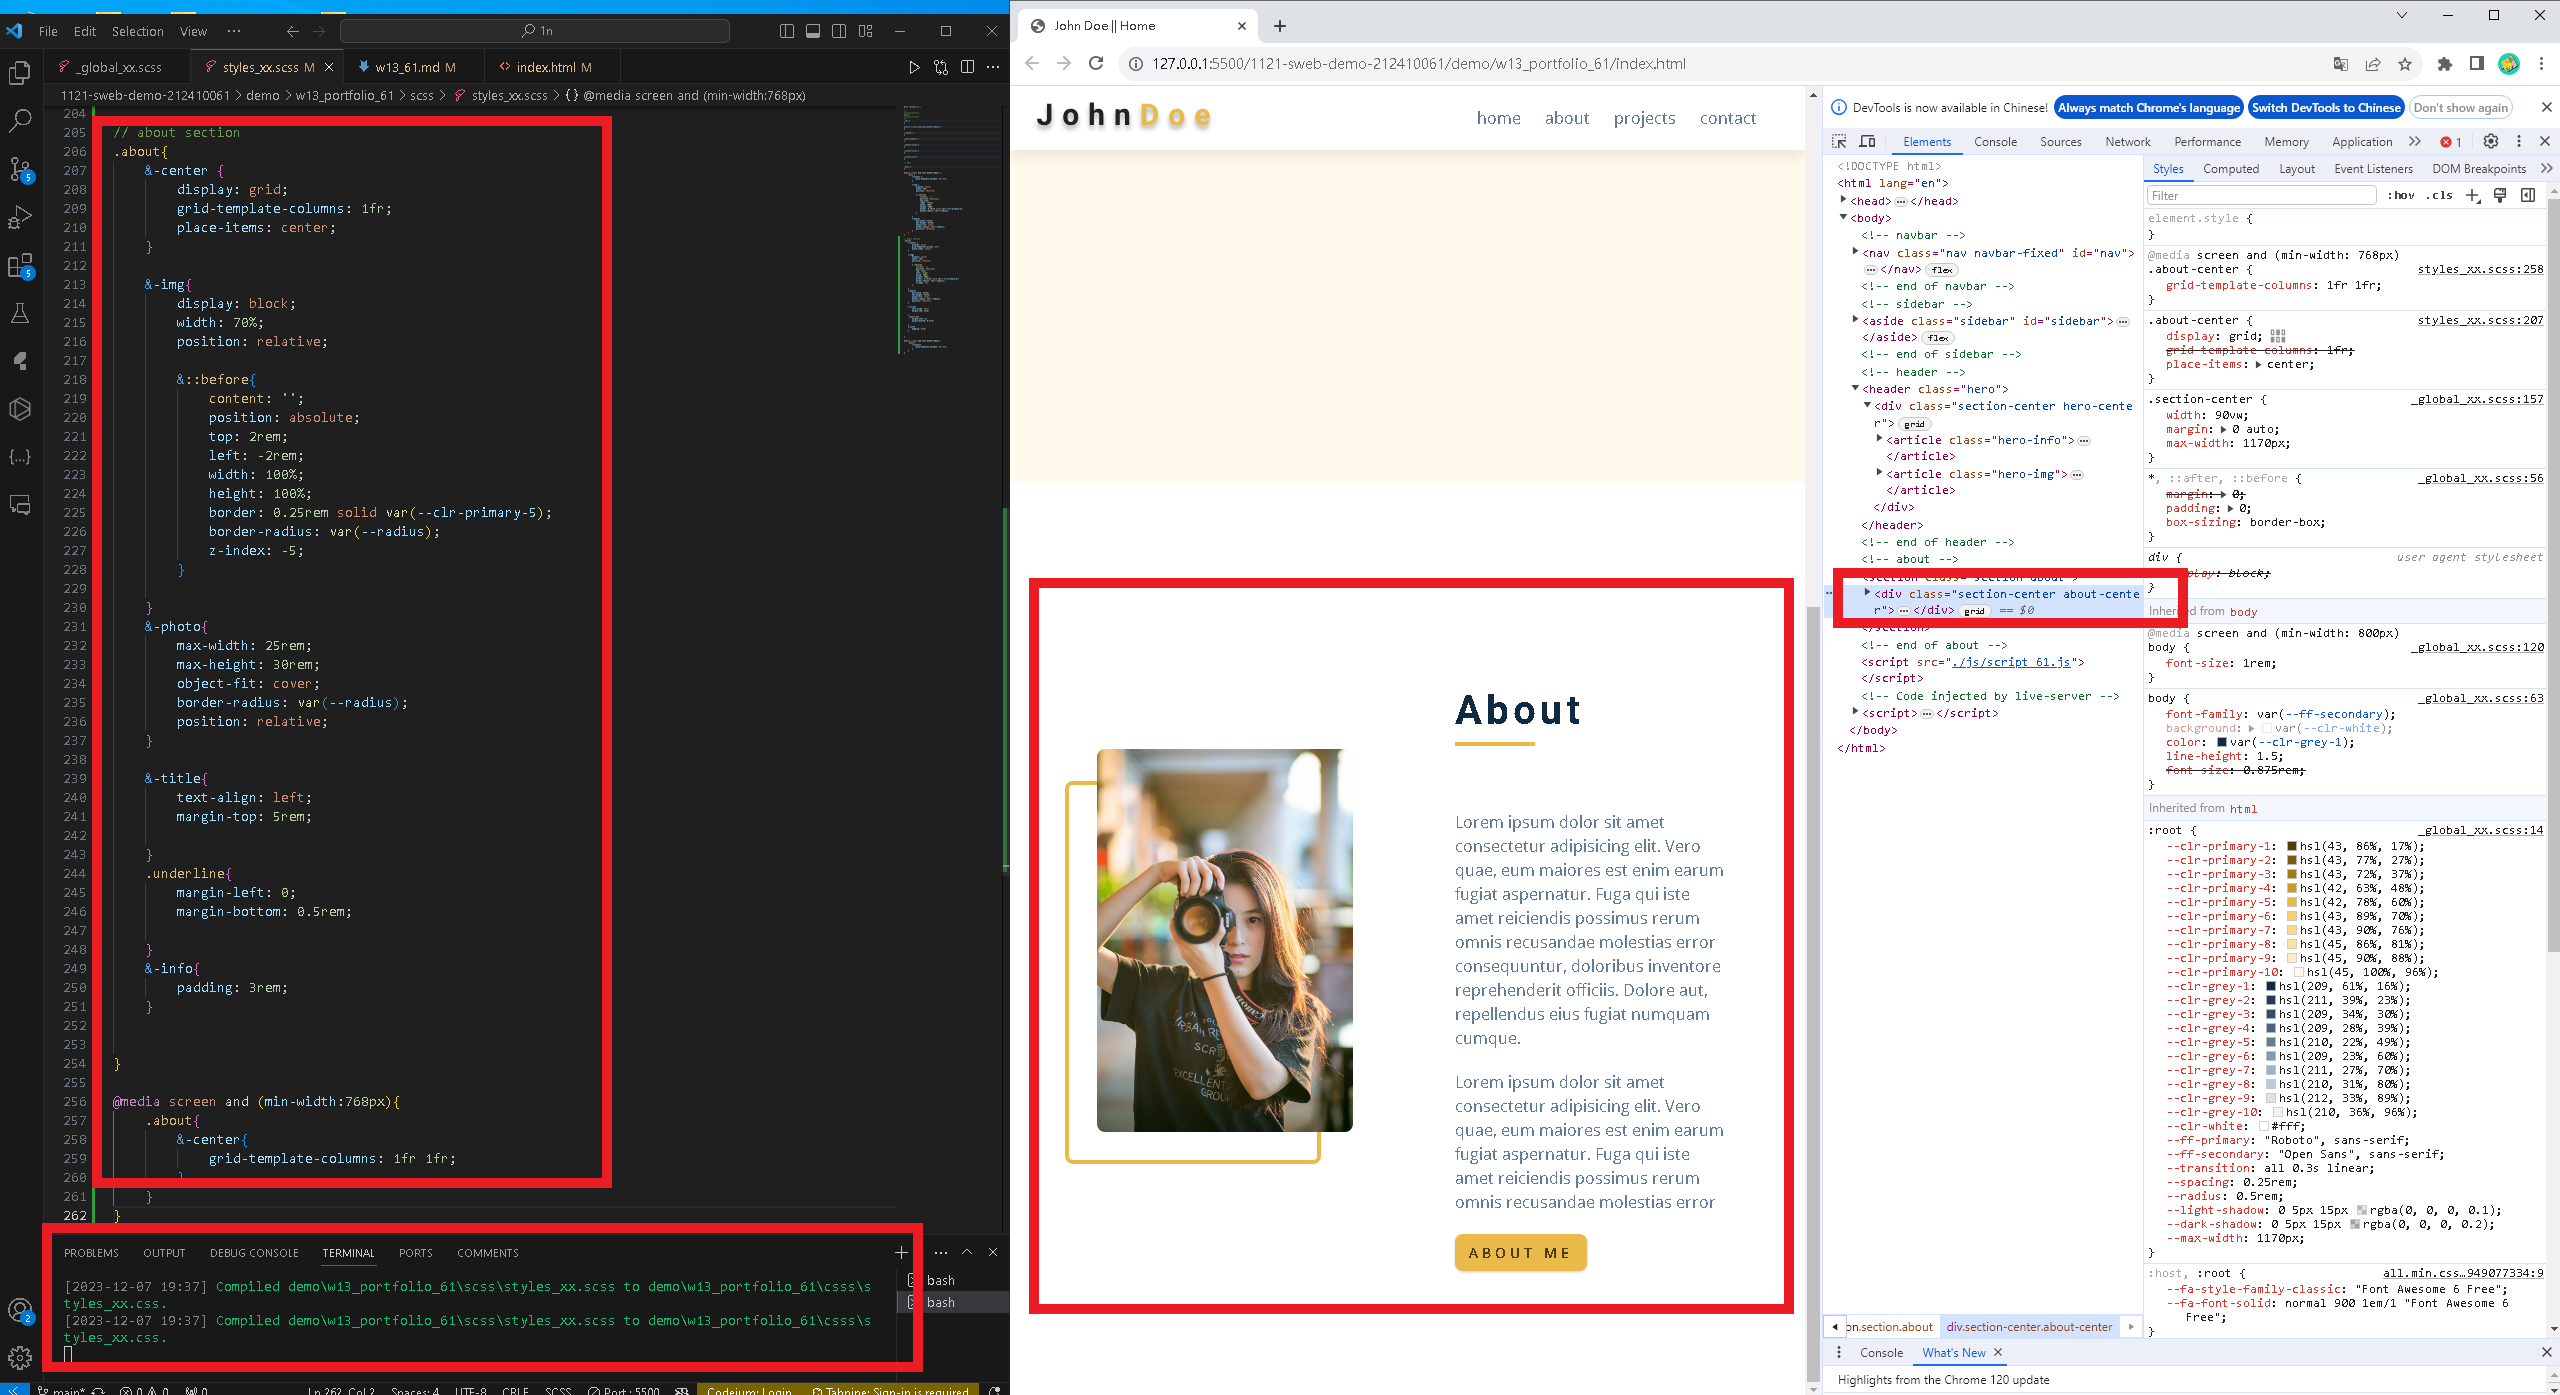 File Edit Selection View ···
1n
_global_xx.scss
styles_xx.scss M
w13_61.md M
index.html M
1121-sweb-demo-212410061 > demo > w13_portfolio_61 > scss > styles_xx.scss > {} @media screen and (min-width:768px)
204
205 // about section
206 .about{
207 &-center {
208 display: grid;
209 grid-template-columns: 1fr;
210 place-items: center;
211 }
212
213 &-img{
214 display: block;
215 width: 70%;
216 position: relative;
217
218 &::before{
219 content: '';
220 position: absolute;
221 top: 2rem;
222 left: -2rem;
223 width: 100%;
224 height: 100%;
225 border: 0.25rem solid var(--clr-primary-5);
226 border-radius: var(--radius);
227 z-index: -5;
228 }
229
230 }
231 &-photo{
232 max-width: 25rem;
233 max-height: 30rem;
234 object-fit: cover;
235 border-radius: var(--radius);
236 position: relative;
237 }
238
239 &-title{
240 text-align: left;
241 margin-top: 5rem;
242
243 }
244 .underline{
245 margin-left: 0;
246 margin-bottom: 0.5rem;
247
248 }
249 &-info{
250 padding: 3rem;
251 }
252
253
254 }
255
256 @media screen and (min-width:768px){
257 .about{
258 &-center{
259 grid-template-columns: 1fr 1fr;
260 }
261 }
262 }
PROBLEMS OUTPUT DEBUG CONSOLE TERMINAL PORTS COMMENTS
[2023-12-07 19:37] Compiled demo\w13_portfolio_61\scss\styles_xx.scss to demo\w13_portfolio_61\csss\s
tyles_xx.css.
[2023-12-07 19:37] Compiled demo\w13_portfolio_61\scss\styles_xx.scss to demo\w13_portfolio_61\csss\s
tyles_xx.css.
bash
bash
main* 0 0 0 Ln 262, Col 2 Spaces: 4 UTF-8 CRLF SCSS Port : 5500 Codeium: Login Tabnine: Sign-in is required
John Doe || Home
127.0.0.1:5500/1121-sweb-demo-212410061/demo/w13_portfolio_61/index.html
JohnDoe
home about projects contact
About
Lorem ipsum dolor sit amet
consectetur adipisicing elit. Vero
quae, eum maiores est enim earum
fugiat aspernatur. Fuga qui iste
amet reiciendis possimus rerum
omnis recusandae molestias error
consequuntur, doloribus inventore
reprehenderit officiis. Dolore aut,
repellendus eius fugiat numquam
cumque.
Lorem ipsum dolor sit amet
consectetur adipisicing elit. Vero
quae, eum maiores est enim earum
fugiat aspernatur. Fuga qui iste
amet reiciendis possimus rerum
omnis recusandae molestias error
ABOUT ME
DevTools is now available in Chinese! Always match Chrome's language Switch DevTools to Chinese Don't show again
Elements Console Sources Network Performance Memory Application 1
<!DOCTYPE html>
<html lang="en">
<head> </head>
<body>
<!-- navbar -->
<nav class="nav navbar-fixed" id="nav">
</nav> flex
<!-- end of navbar -->
<!-- sidebar -->
<aside class="sidebar" id="sidebar">
</aside> flex
<!-- end of sidebar -->
<!-- header -->
<header class="hero">
<div class="section-center hero-cente
r"> grid
<article class="hero-info">
</article>
<article class="hero-img">
</article>
</div>
</header>
<!-- end of header -->
<!-- about -->
<section class="section about">
<div class="section-center about-cente
r"> </div> grid == $0
</section>
<!-- end of about -->
<script src="./js/script_61.js">
</script>
<!-- Code injected by live-server -->
<script> </script>
</body>
</html>
on.section.about div.section-center.about-center
Styles Computed Layout Event Listeners DOM Breakpoints
Filter :hov .cls
element.style {
}
@media screen and (min-width: 768px)
.about-center { styles_xx.scss:258
grid-template-columns: 1fr 1fr;
}
.about-center { styles_xx.scss:207
display: grid;
grid-template-columns: 1fr;
place-items: center;
}
.section-center { _global_xx.scss:157
width: 90vw;
margin: 0 auto;
max-width: 1170px;
}
*, ::after, ::before { _global_xx.scss:56
margin: 0;
padding: 0;
box-sizing: border-box;
}
div { user agent stylesheet
block;
}
Inherited from body
@media screen and (min-width: 800px)
body { _global_xx.scss:120
font-size: 1rem;
}
body { _global_xx.scss:63
font-family: var(--ff-secondary);
background: var(--clr-white);
color: var(--clr-grey-1);
line-height: 1.5;
font-size: 0.875rem;
}
Inherited from html
:root { _global_xx.scss:14
--clr-primary-1: hsl(43, 86%, 17%);
--clr-primary-2: hsl(43, 77%, 27%);
--clr-primary-3: hsl(43, 72%, 37%);
--clr-primary-4: hsl(42, 63%, 48%);
--clr-primary-5: hsl(42, 78%, 60%);
--clr-primary-6: hsl(43, 89%, 70%);
--clr-primary-7: hsl(43, 90%, 76%);
--clr-primary-8: hsl(45, 86%, 81%);
--clr-primary-9: hsl(45, 90%, 88%);
--clr-primary-10: hsl(45, 100%, 96%);
--clr-grey-1: hsl(209, 61%, 16%);
--clr-grey-2: hsl(211, 39%, 23%);
--clr-grey-3: hsl(209, 34%, 30%);
--clr-grey-4: hsl(209, 28%, 39%);
--clr-grey-5: hsl(210, 22%, 49%);
--clr-grey-6: hsl(209, 23%, 60%);
--clr-grey-7: hsl(211, 27%, 70%);
--clr-grey-8: hsl(210, 31%, 80%);
--clr-grey-9: hsl(212, 33%, 89%);
--clr-grey-10: hsl(210, 36%, 96%);
--clr-white: #fff;
--ff-primary: "Roboto", sans-serif;
--ff-secondary: "Open Sans", sans-serif;
--transition: all 0.3s linear;
--spacing: 0.25rem;
--radius: 0.5rem;
--light-shadow: 0 5px 15px rgba(0, 0, 0, 0.1);
--dark-shadow: 0 5px 15px rgba(0, 0, 0, 0.2);
--max-width: 1170px;
}
:host, :root { all.min.css…949077334:9
--fa-style-family-classic: "Font Awesome 6 Free";
--fa-font-solid: normal 900 1em/1 "Font Awesome 6
Free";
}
Console What's New
Highlights from the Chrome 120 update